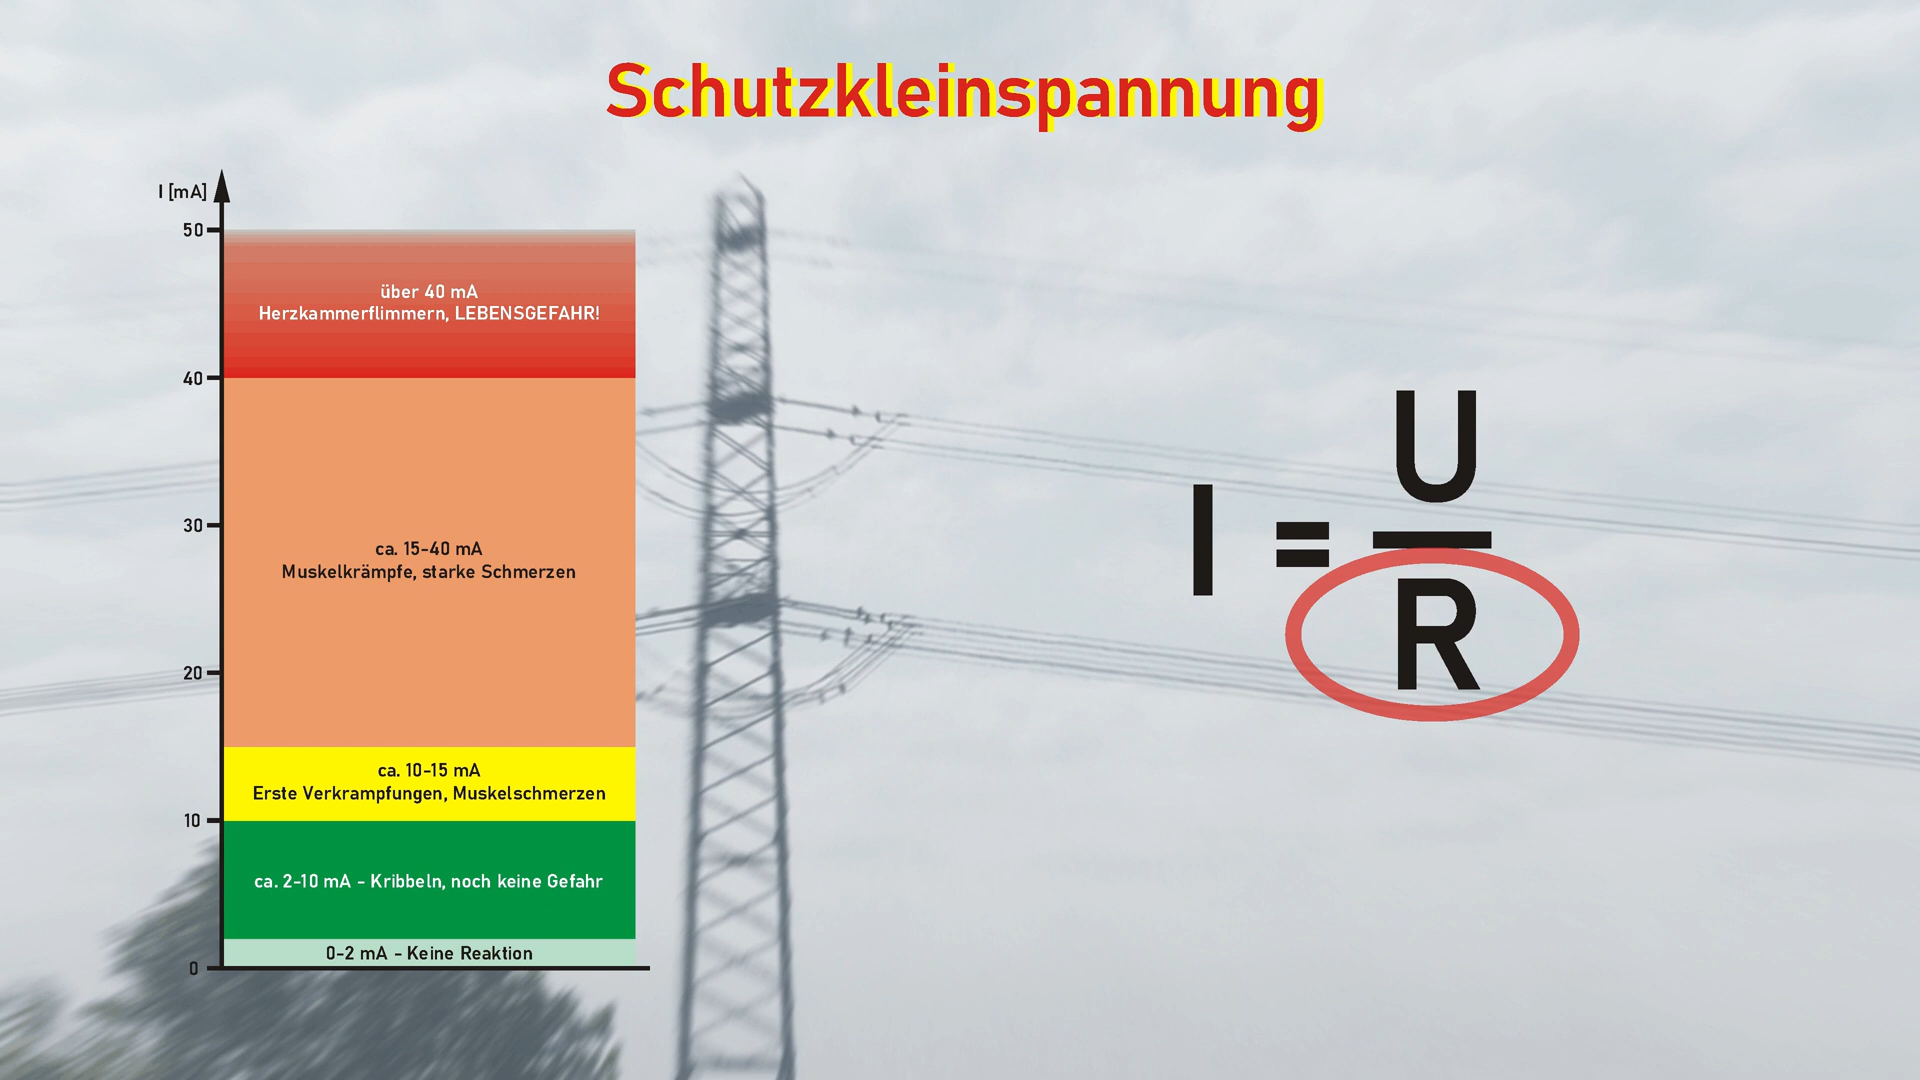 Schutzkleinspannung
I [mA]
50
über 40 mA
Herzkammerflimmern, LEBENSGEFAHR!
40
30
ca. 15-40 mA
Muskelkrämpfe, starke Schmerzen
20
ca. 10-15 mA
Erste Verkrampfungen, Muskelschmerzen
10
ca. 2-10 mA - Kribbeln, noch keine Gefahr
0-2 mA - Keine Reaktion
0
U
I =
R